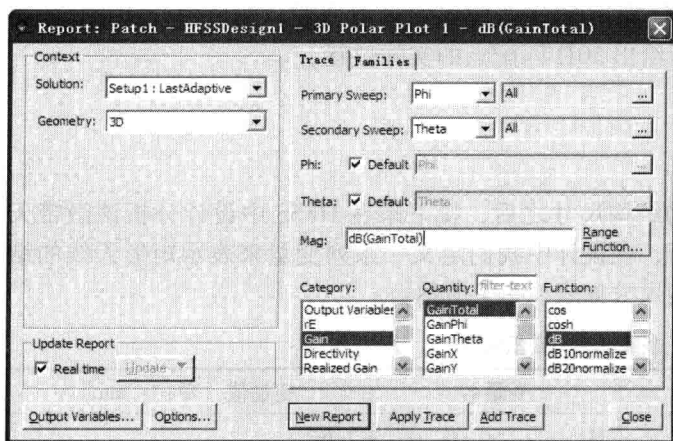 Report: Patch - HFSSDesign1 - 3D Polar Plot 1 - dB(GainTotal)
Context
Solution: Setup1 : LastAdaptive
Geometry: 3D
Update Report
Real time Update
Trace Families
Primary Sweep: Phi All ...
Secondary Sweep: Theta All ...
Phi: Default Phi ...
Theta: Default Theta ...
Mag: dB(GainTotal) Range Function...
Category: Quantity: filter-text Function:
Output Variables GainTotal cos
rE GainPhi cosh
Gain GainTheta dB
Directivity GainX dB10normalize
Realized Gain GainY dB20normalize
Output Variables... Options... New Report Apply Trace Add Trace Close